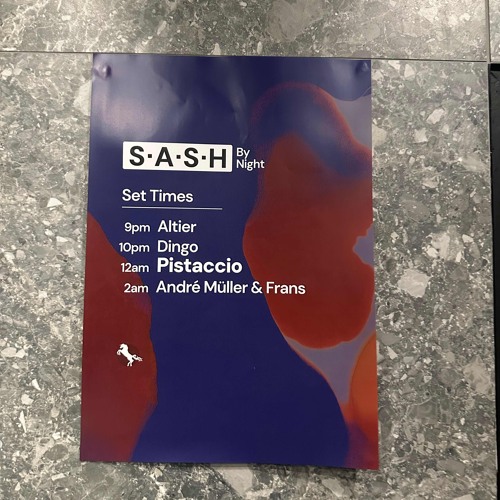 S·A·S·H By Night
Set Times
9pm Altier
10pm Dingo
12am Pistaccio
2am André Müller & Frans